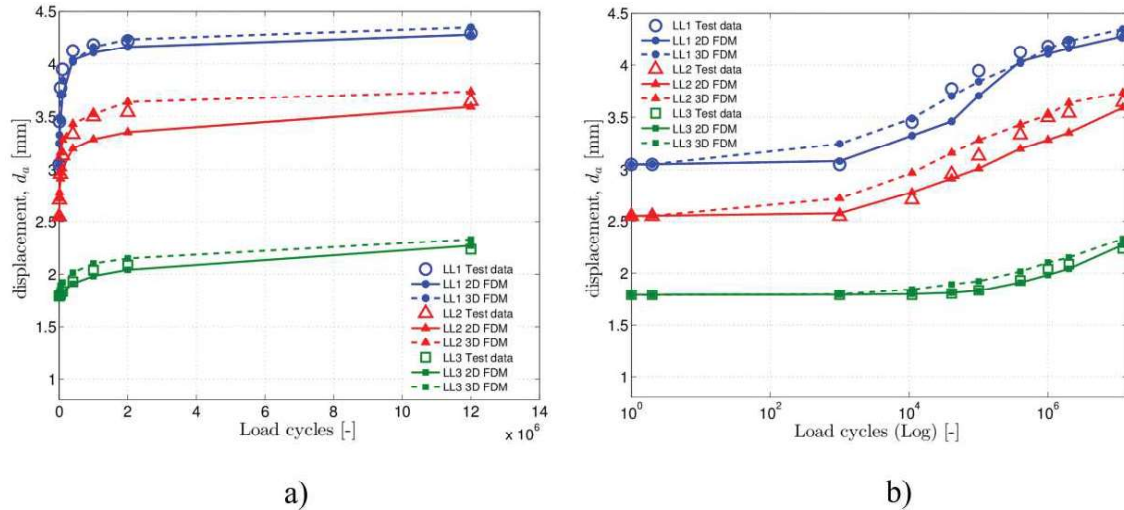 4.5
4
3.5
3
2.5
2
1.5
1
displacement, d_a [mm]
LL1 Test data
LL1 2D FDM
LL1 3D FDM
LL2 Test data
LL2 2D FDM
LL2 3D FDM
LL3 Test data
LL3 2D FDM
LL3 3D FDM
0 2 4 6 8 10 12 14
Load cycles [-]
× 10^6
a)
4.5
4
3.5
3
2.5
2
1.5
1
displacement, d_a [mm]
LL1 Test data
LL1 2D FDM
LL1 3D FDM
LL2 Test data
LL2 2D FDM
LL2 3D FDM
LL3 Test data
LL3 2D FDM
LL3 3D FDM
10^0 10^2 10^4 10^6
Load cycles (Log) [-]
b)